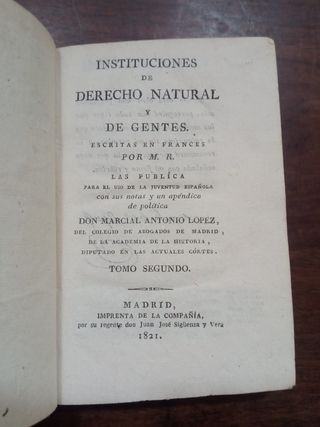 INSTITUCIONES
DE
DERECHO NATURAL
Y
DE GENTES.
ESCRITAS EN FRANCES
POR M. R.
LAS PUBLÍCA
PARA EL USO DE LA JUVENTUD ESPAÑOLA
con sus notas y un apéndice
de política
DON MARCIAL ANTONIO LOPEZ,
DEL COLEGIO DE ABOGADOS DE MADRID,
DE LA ACADEMIA DE LA HISTORIA,
DIPUTADO EN LAS ACTUALES CÓRTES.
TOMO SEGUNDO.
MADRID,
IMPRENTA DE LA COMPAÑÍA,
por su regente don Juan José Sigüenza y Vera
1821.